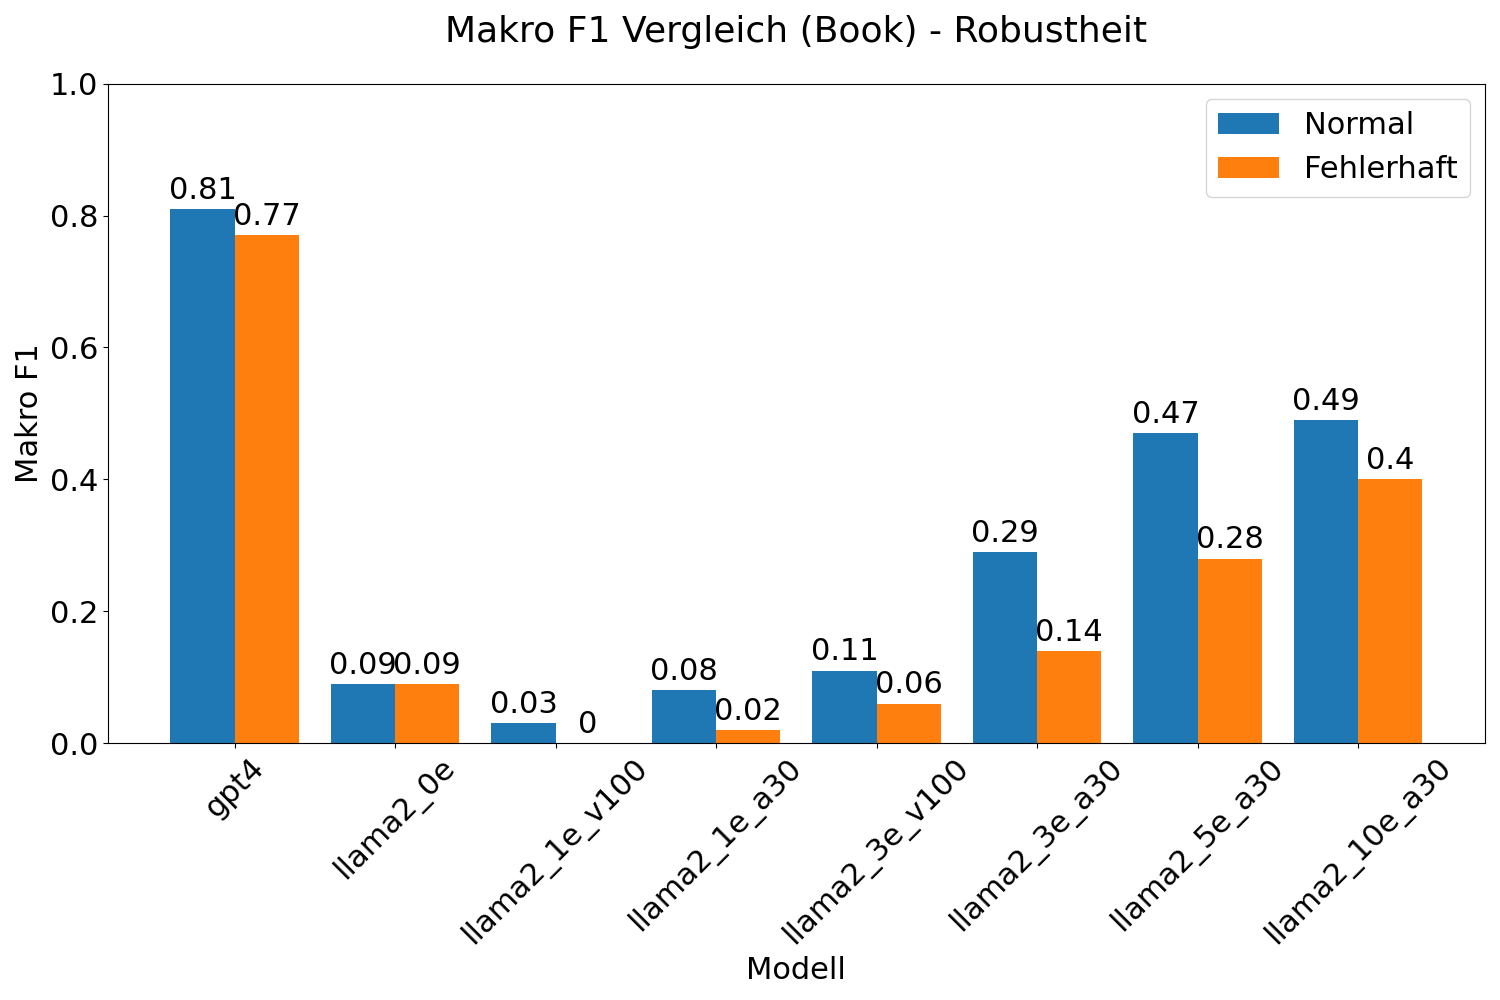 Makro F1 Vergleich (Book) - Robustheit
1.0
0.8
0.6
0.4
0.2
0.0
Makro F1
Normal
Fehlerhaft
0.81
0.77
0.09
0.09
0.03
0
0.08
0.02
0.11
0.06
0.29
0.14
0.47
0.28
0.49
0.4
gpt4
llama2_0e
llama2_1e_v100
llama2_1e_a30
llama2_3e_v100
llama2_3e_a30
llama2_5e_a30
llama2_10e_a30
Modell